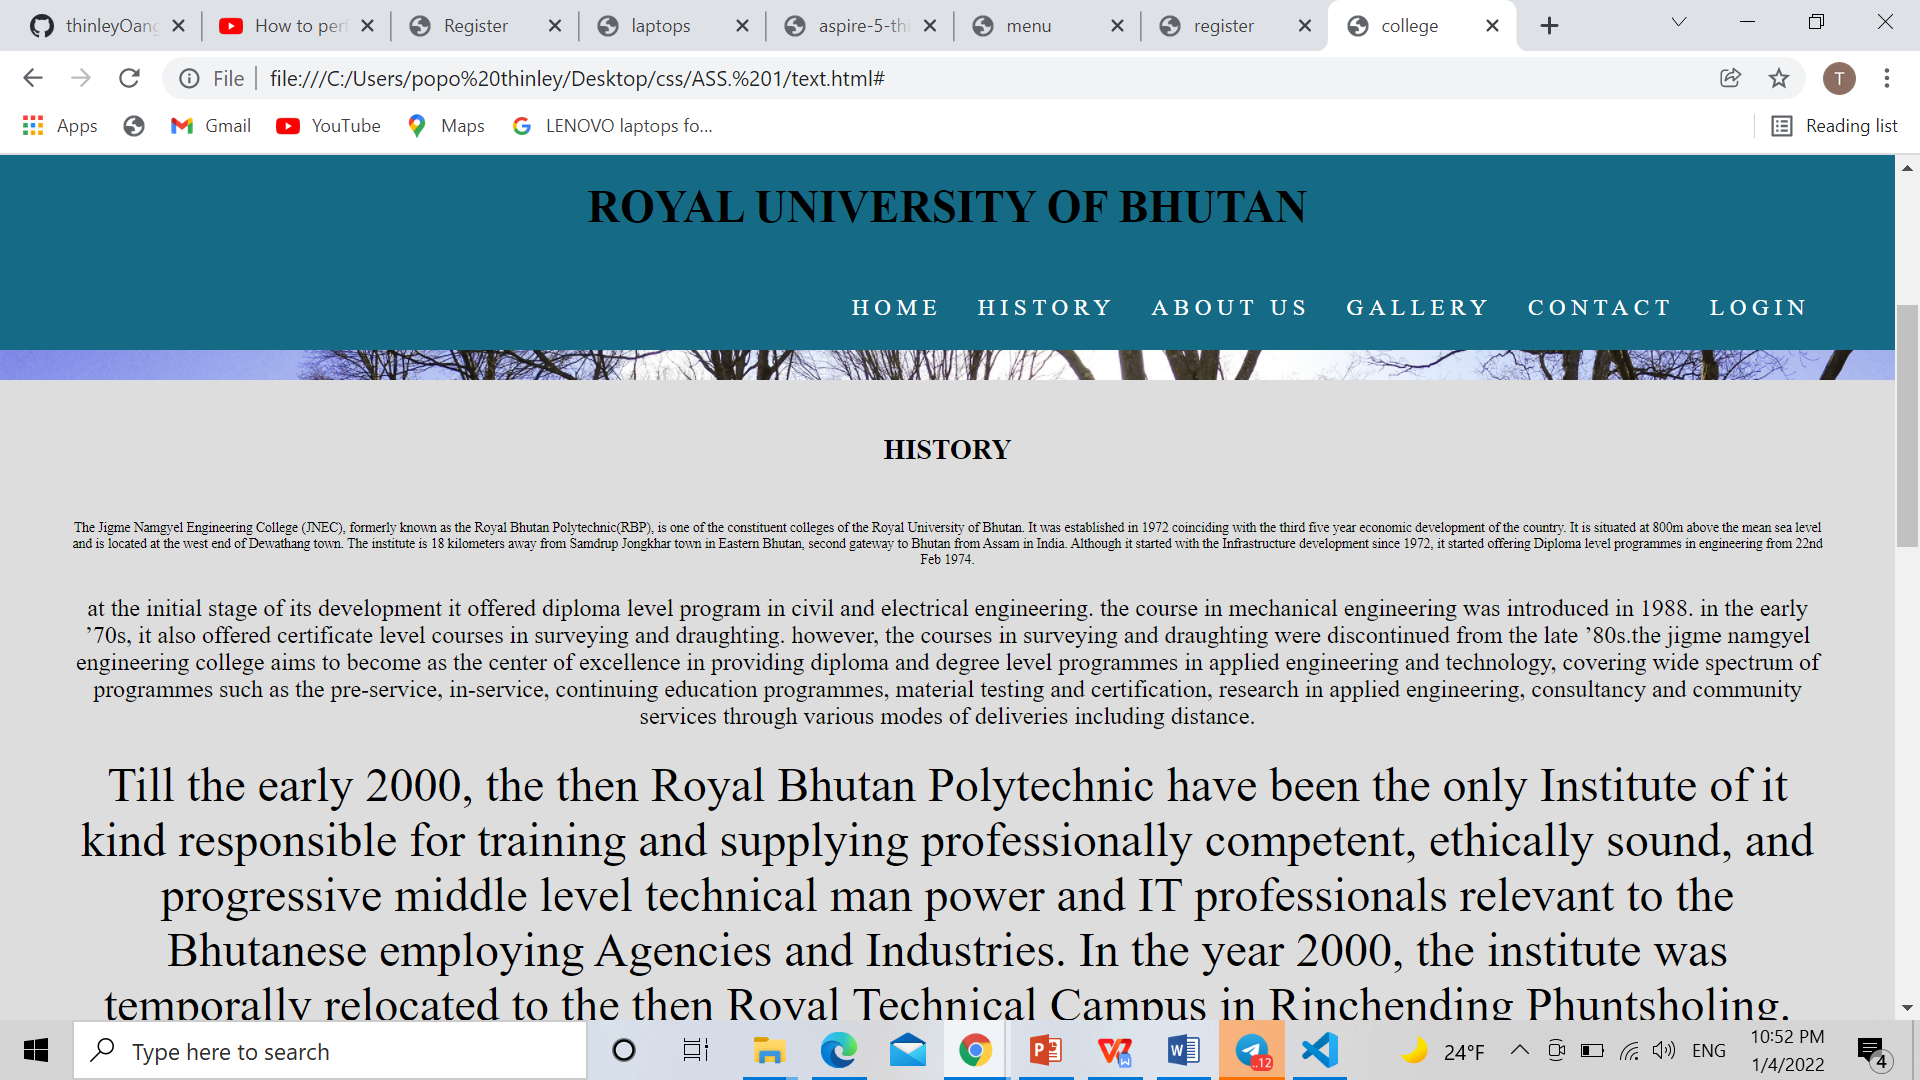 thinleyOang
How to per
Register
laptops
aspire-5-thi
menu
register
college
File
file:///C:/Users/popo%20thinley/Desktop/css/ASS.%201/text.html#
T
Apps
Gmail
YouTube
Maps
LENOVO laptops fo...
Reading list
ROYAL UNIVERSITY OF BHUTAN
HOME HISTORY ABOUT US GALLERY CONTACT LOGIN
HISTORY
The Jigme Namgyel Engineering College (JNEC), formerly known as the Royal Bhutan Polytechnic(RBP), is one of the constituent colleges of the Royal University of Bhutan. It was established in 1972 coinciding with the third five year economic development of the country. It is situated at 800m above the mean sea level
and is located at the west end of Dewathang town. The institute is 18 kilometers away from Samdrup Jongkhar town in Eastern Bhutan, second gateway to Bhutan from Assam in India. Although it started with the Infrastructure development since 1972, it started offering Diploma level programmes in engineering from 22nd
Feb 1974.
at the initial stage of its development it offered diploma level program in civil and electrical engineering. the course in mechanical engineering was introduced in 1988. in the early
’70s, it also offered certificate level courses in surveying and draughting. however, the courses in surveying and draughting were discontinued from the late ’80s.the jigme namgyel
engineering college aims to become as the center of excellence in providing diploma and degree level programmes in applied engineering and technology, covering wide spectrum of
programmes such as the pre-service, in-service, continuing education programmes, material testing and certification, research in applied engineering, consultancy and community
services through various modes of deliveries including distance.
Till the early 2000, the then Royal Bhutan Polytechnic have been the only Institute of it
kind responsible for training and supplying professionally competent, ethically sound, and
progressive middle level technical man power and IT professionals relevant to the
Bhutanese employing Agencies and Industries. In the year 2000, the institute was
temporally relocated to the then Royal Technical Campus in Rinchending Phuntsholing.
Type here to search
..12
24°F
ENG
10:52 PM
1/4/2022
4